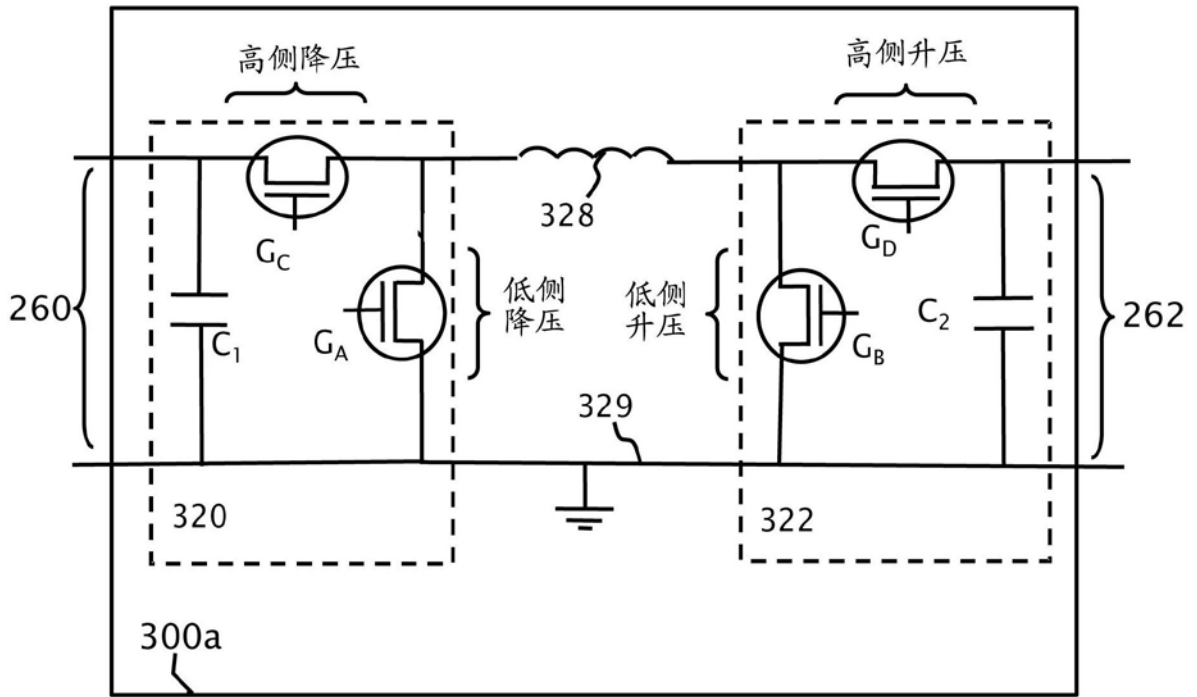 高侧降压
高侧升压
328
G_C
G_D
260
C_1
G_A
低侧
降压
低侧
升压
G_B
C_2
262
329
320
322
300a